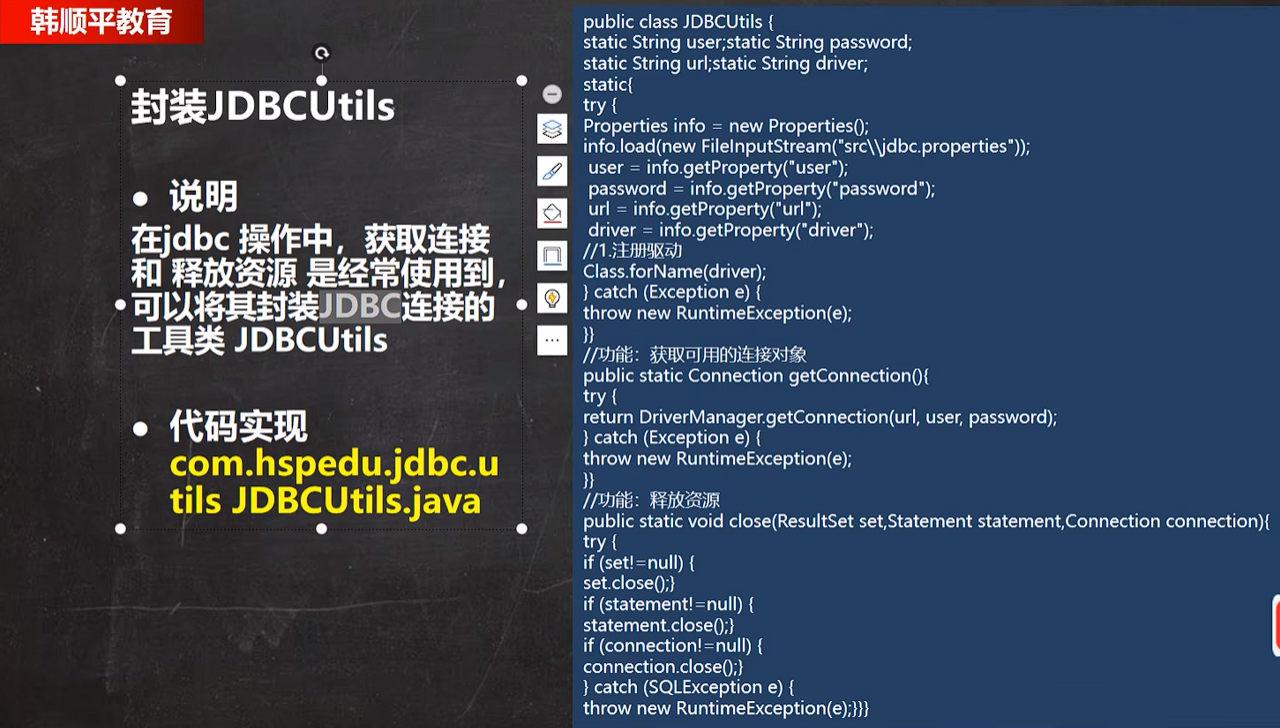 韩顺平教育
封装JDBCUtils
● 说明
在jdbc 操作中，获取连接
和 释放资源 是经常使用到，
可以将其封装JDBC连接的
工具类 JDBCUtils
● 代码实现
com.hspedu.jdbc.u
tils JDBCUtils.java
public class JDBCUtils {
static String user;static String password;
static String url;static String driver;
static{
try {
Properties info = new Properties();
info.load(new FileInputStream("src\\jdbc.properties"));
user = info.getProperty("user");
password = info.getProperty("password");
url = info.getProperty("url");
driver = info.getProperty("driver");
//1.注册驱动
Class.forName(driver);
} catch (Exception e) {
throw new RuntimeException(e);
}}
//功能：获取可用的连接对象
public static Connection getConnection(){
try {
return DriverManager.getConnection(url, user, password);
} catch (Exception e) {
throw new RuntimeException(e);
}}
//功能：释放资源
public static void close(ResultSet set,Statement statement,Connection connection){
try {
if (set!=null) {
set.close();}
if (statement!=null) {
statement.close();}
if (connection!=null) {
connection.close();}
} catch (SQLException e) {
throw new RuntimeException(e);}}}